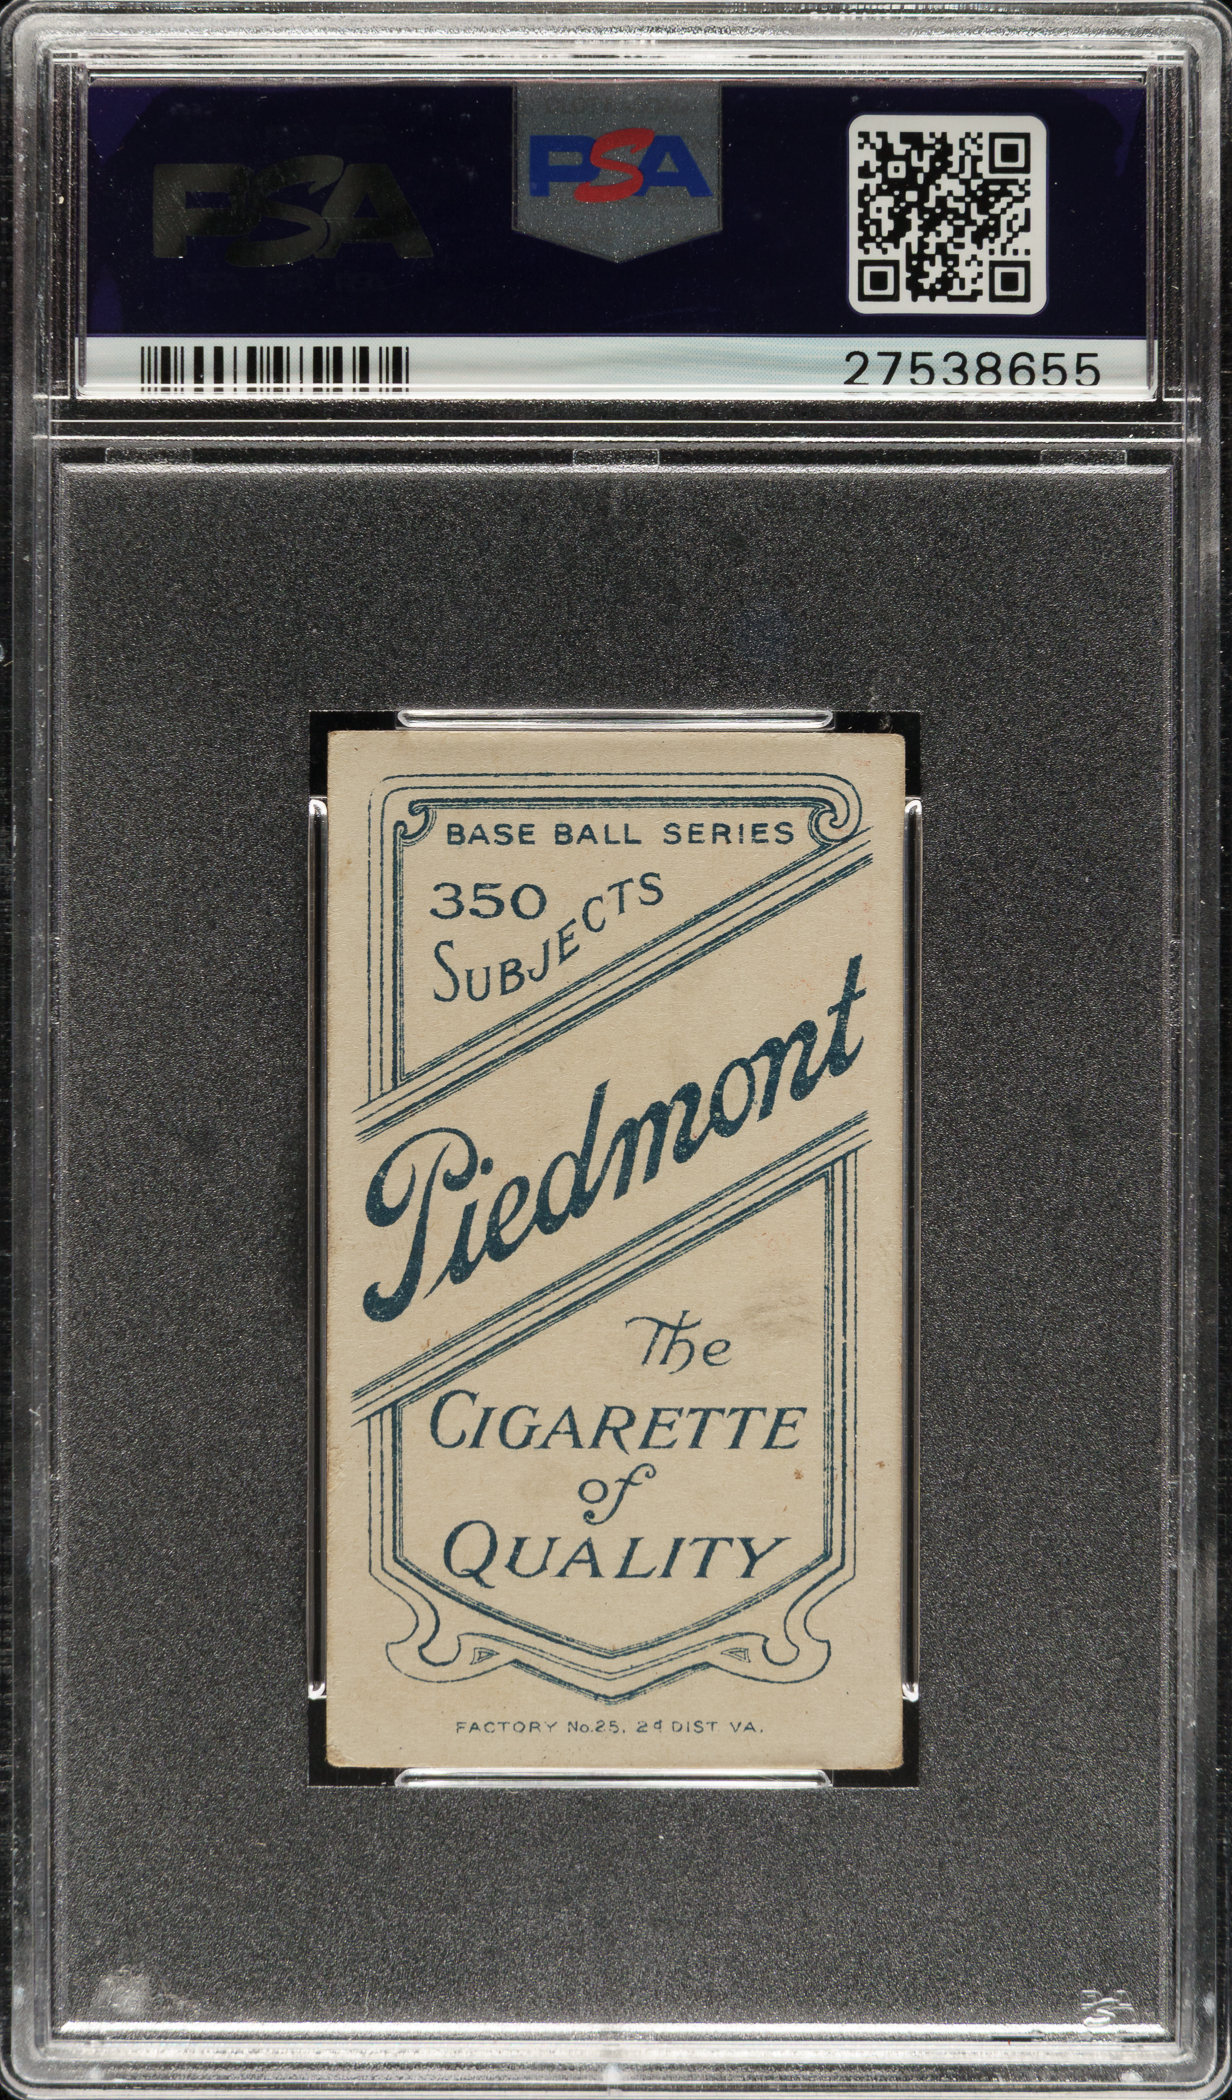 PSA
PSA
27538655
BASE BALL SERIES
350
SUBJECTS
Piedmont
The
CIGARETTE
of
QUALITY
FACTORY No.25. 2d DIST VA.
PSA